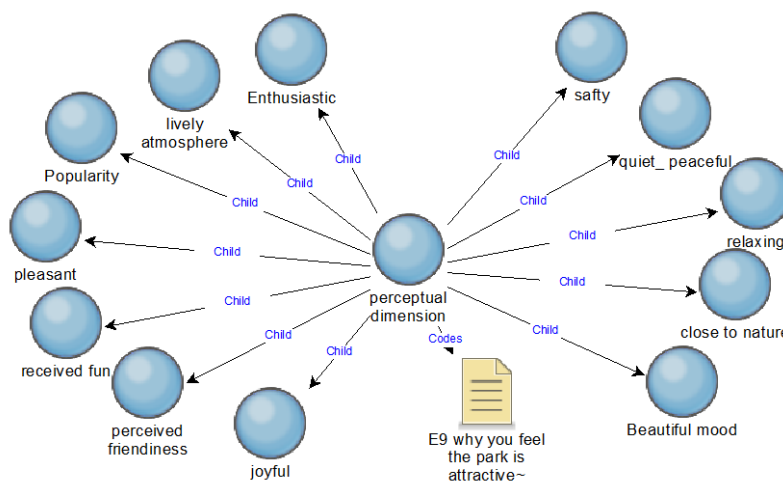 Enthusiastic
safty
lively
atmosphere
Child
Child
Popularity
Child
quiet_ peaceful
Child
Child
Child
Child
relaxing
pleasant
Child
Child
Child
perceptual
dimension
close to nature
received fun
Child
Child
Child
Codes
perceived
friendiness
joyful
E9 why you feel
the park is
attractive~
Beautiful mood